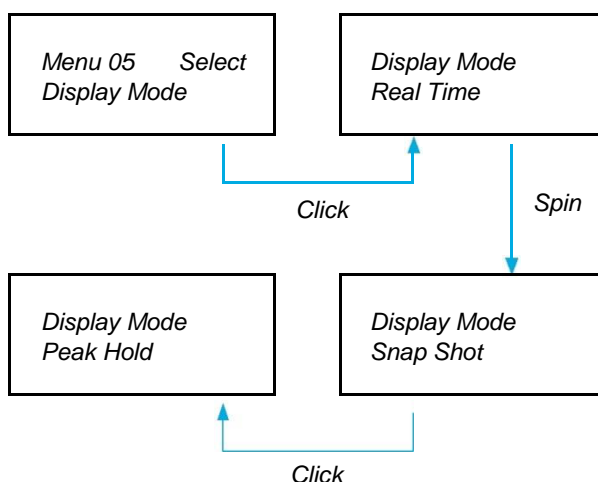 Menu 05 Select
Display Mode
Display Mode
Real Time
Click
Spin
Display Mode
Peak Hold
Display Mode
Snap Shot
Click